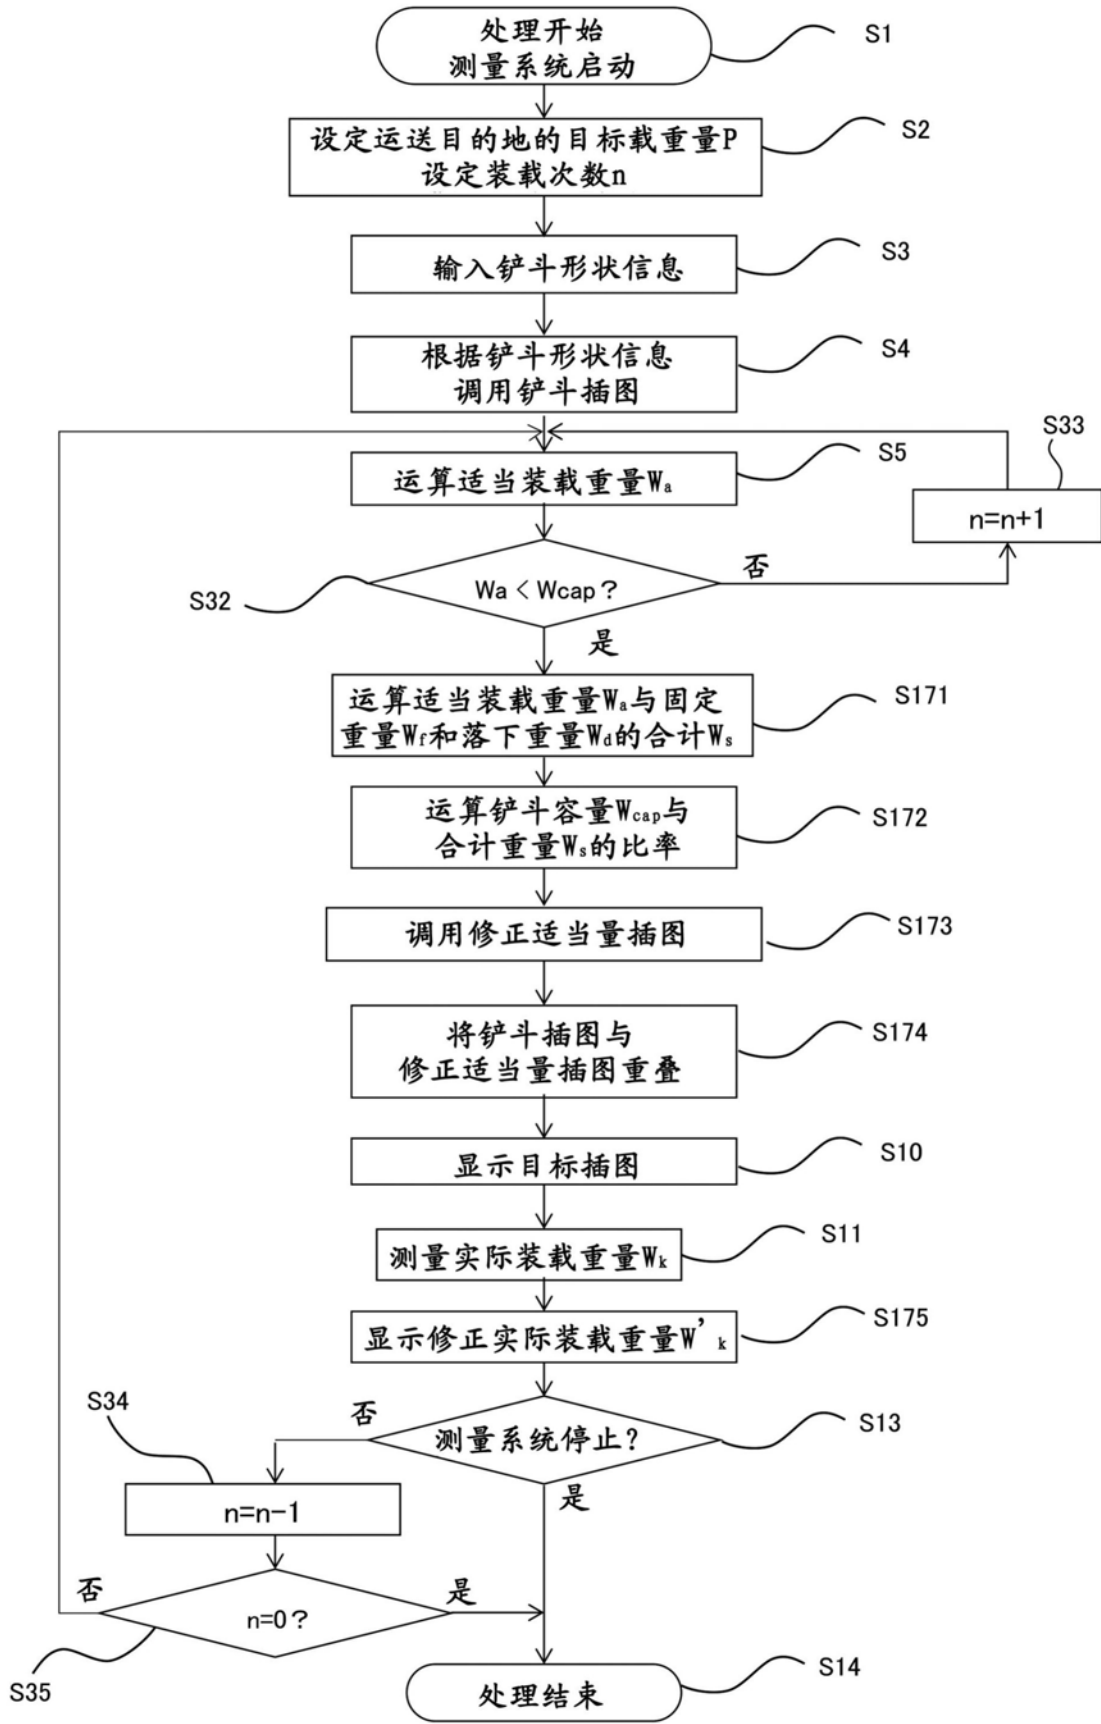 处理开始
测量系统启动
S1
设定运送目的地的目标载重量P
设定装载次数n
S2
输入铲斗形状信息
S3
根据铲斗形状信息
调用铲斗插图
S4
S33
运算适当装载重量Wa
S5
n=n+1
Wa < Wcap？
否
S32
是
运算适当装载重量Wa与固定
重量Wf和落下重量Wd的合计Ws
S171
运算铲斗容量Wcap与
合计重量Ws的比率
S172
调用修正适当量插图
S173
将铲斗插图与
修正适当量插图重叠
S174
显示目标插图
S10
测量实际装载重量Wk
S11
显示修正实际装载重量W'k
S175
S34
否
测量系统停止？
S13
是
n=n-1
否
n=0？
是
S35
处理结束
S14